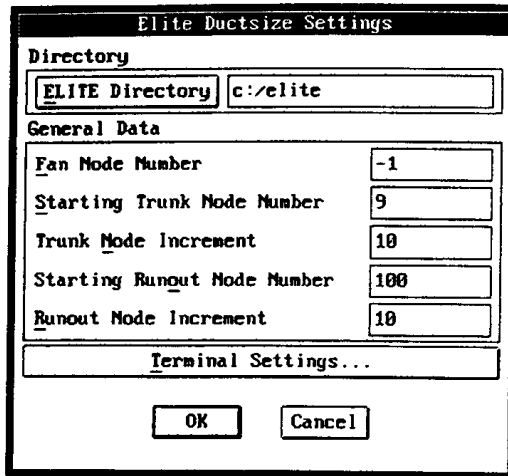 Elite Ductsize Settings
Directory
ELITE Directory c:/elite
General Data
Fan Node Number -1
Starting Trunk Node Number 9
Trunk Node Increment 10
Starting Runout Node Number 100
Runout Node Increment 10
Terminal Settings...
OK Cancel